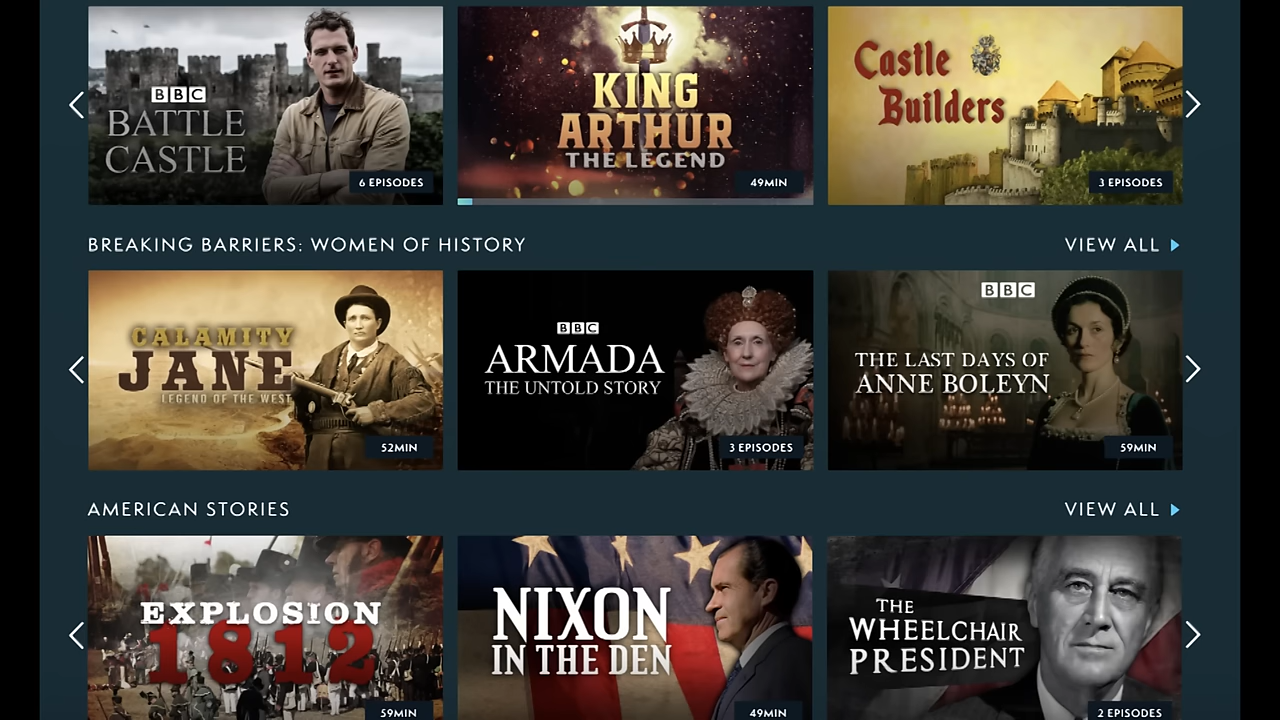 BBC
BATTLE
CASTLE
6 EPISODES
KING
ARTHUR
THE LEGEND
49MIN
Castle
Builders
3 EPISODES
BREAKING BARRIERS: WOMEN OF HISTORY
VIEW ALL
CALAMITY
JANE
LEGEND OF THE WEST
52MIN
BBC
ARMADA
THE UNTOLD STORY
3 EPISODES
BBC
THE LAST DAYS OF
ANNE BOLEYN
59MIN
AMERICAN STORIES
VIEW ALL
EXPLOSION
1812
59MIN
NIXON
IN THE DEN
49MIN
THE
WHEELCHAIR
PRESIDENT
2 EPISODES